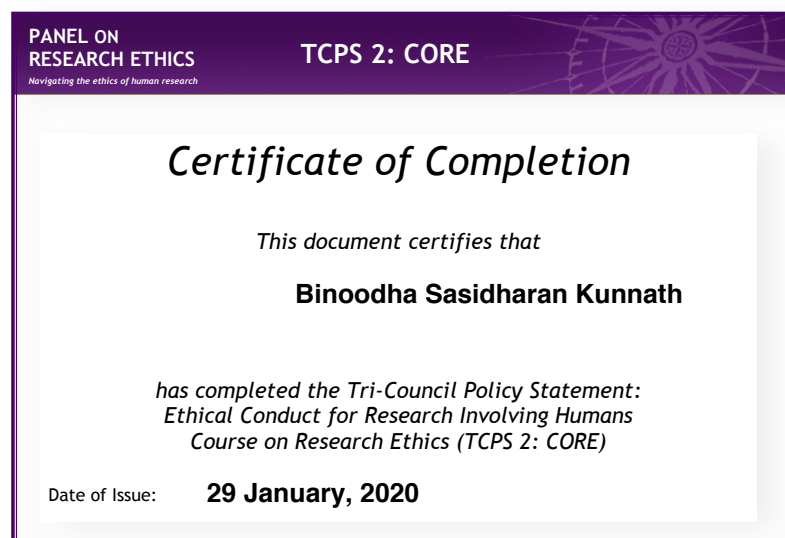 PANEL ON
RESEARCH ETHICS
Navigating the ethics of human research
TCPS 2: CORE
Certificate of Completion
This document certifies that
Binoodha Sasidharan Kunnath
has completed the Tri-Council Policy Statement:
Ethical Conduct for Research Involving Humans
Course on Research Ethics (TCPS 2: CORE)
Date of Issue: 29 January, 2020